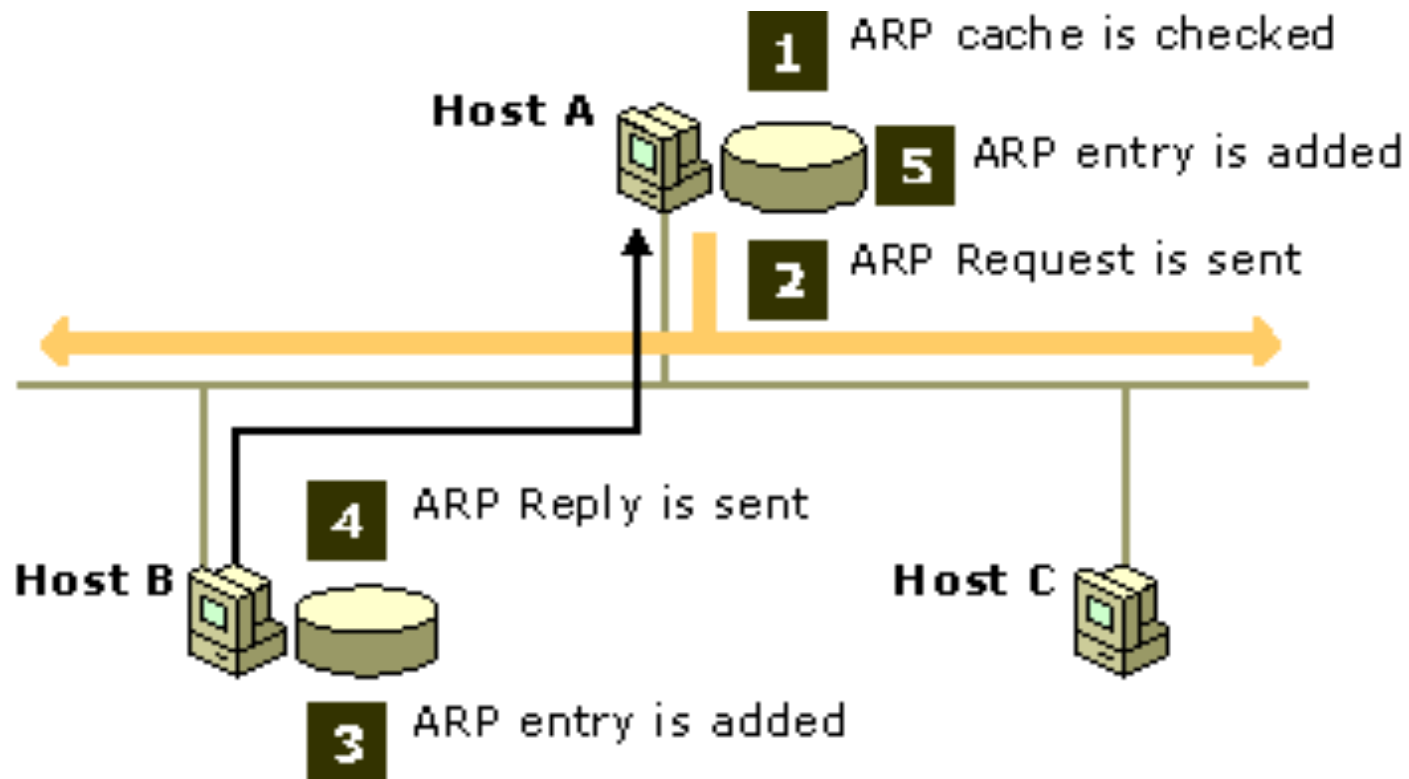 1 ARP cache is checked
Host A
5 ARP entry is added
2 ARP Request is sent
4 ARP Reply is sent
Host B
Host C
3 ARP entry is added